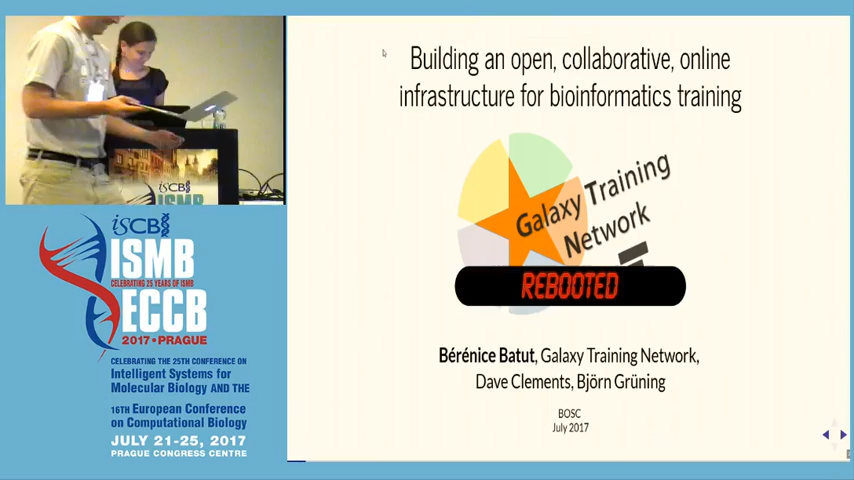 Building an open, collaborative, online
infrastructure for bioinformatics training
Galaxy Training
Network
REBOOTED
Bérénice Batut, Galaxy Training Network,
Dave Clements, Björn Grüning
BOSC
July 2017
iSCB
ISMB
iSCB
ISMB
CELEBRATING 25 YEARS OF ISMB
ECCB
2017 • PRAGUE
CELEBRATING THE 25TH CONFERENCE ON
Intelligent Systems for
Molecular Biology AND THE
16TH European Conference
on Computational Biology
JULY 21-25, 2017
PRAGUE CONGRESS CENTRE